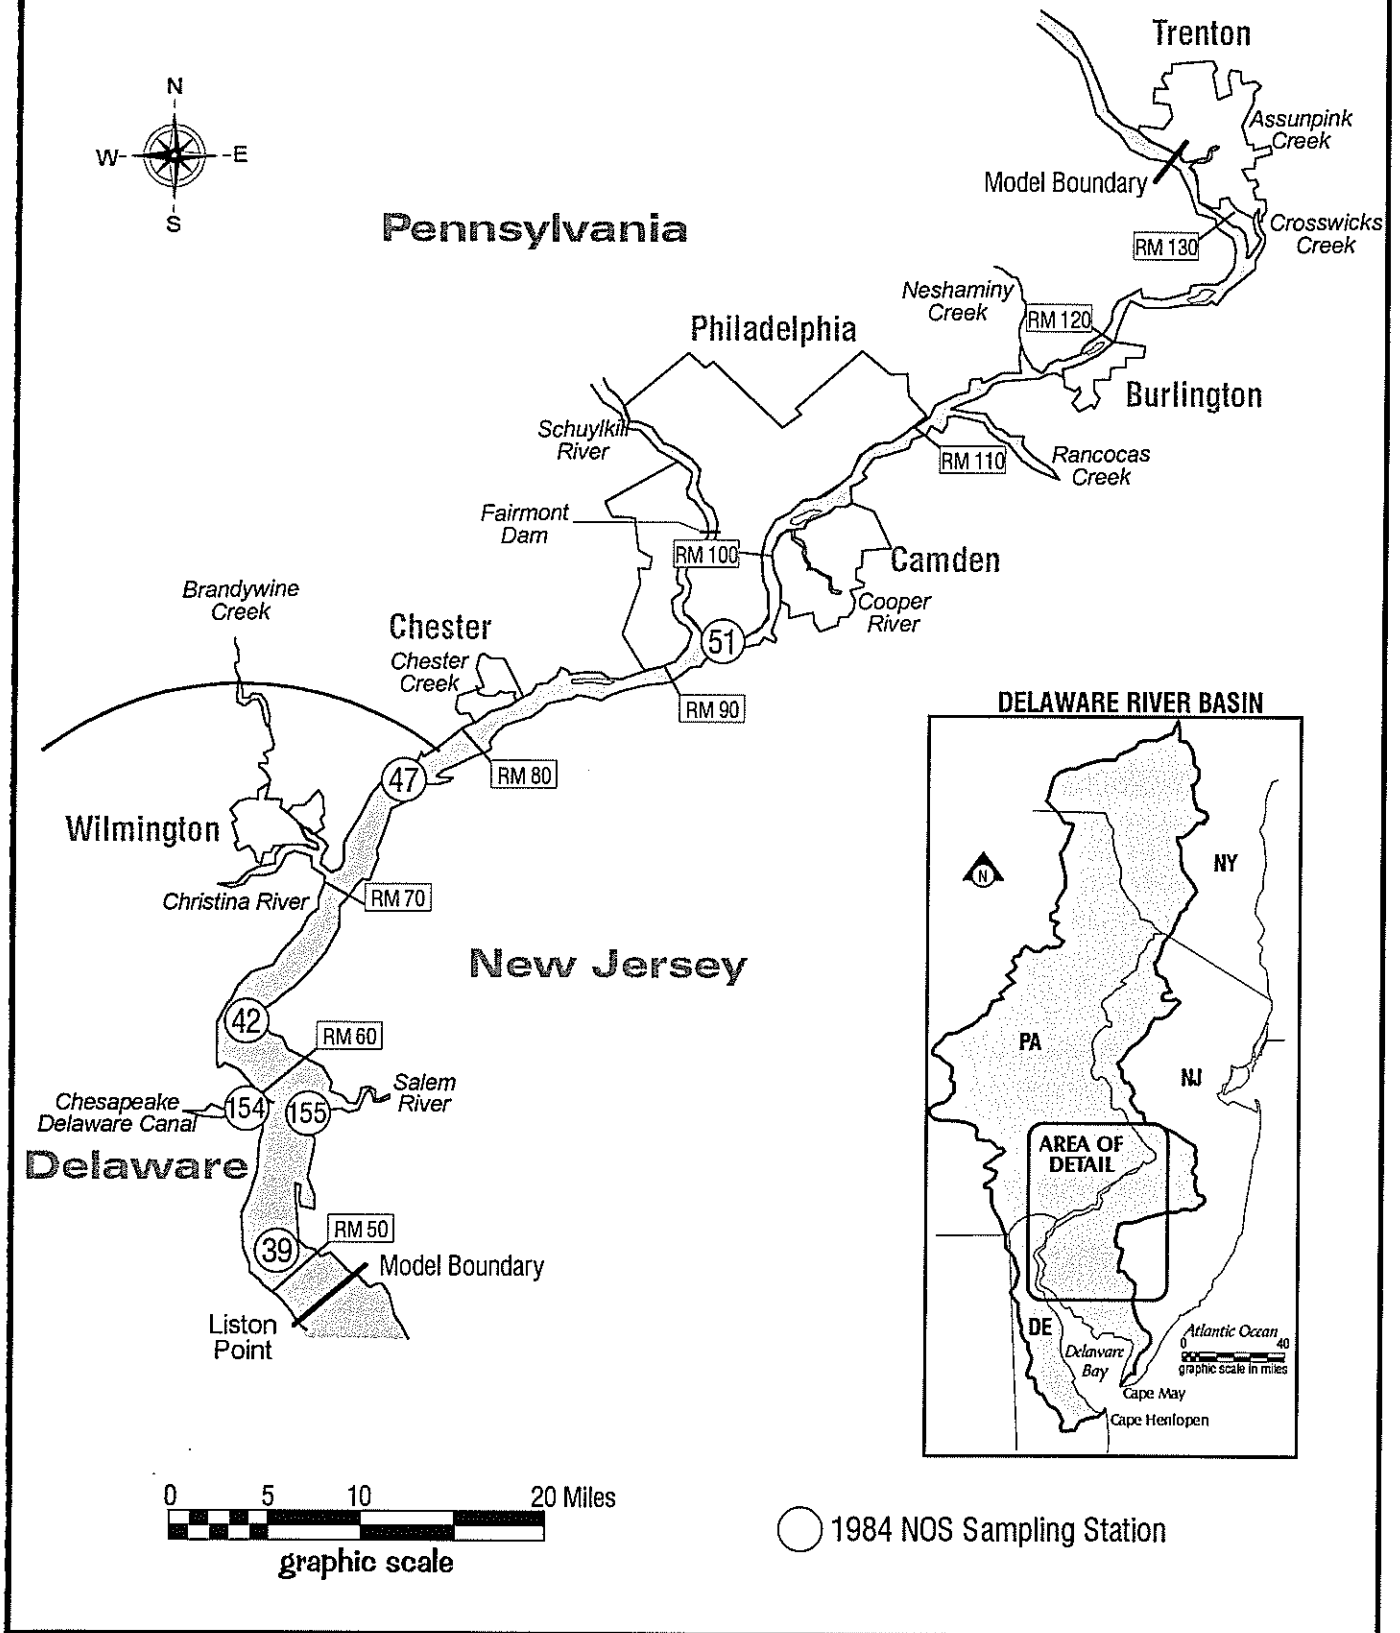 Trenton
N
W
E
S
Assunpink
Creek
Model Boundary
Pennsylvania
Crosswicks
Creek
RM 130
Neshaminy
Creek
RM 120
Philadelphia
Burlington
Schuylkill
River
RM 110
Rancocas
Creek
Fairmont
Dam
RM 100
Camden
Brandywine
Creek
Cooper
River
Chester
Chester
Creek
51
RM 90
47
RM 80
Wilmington
Christina River
RM 70
New Jersey
42
RM 60
Salem
River
Chesapeake
Delaware Canal
154
155
Delaware
39
RM 50
Model Boundary
Liston
Point
DELAWARE RIVER BASIN
NY
N
PA
NJ
AREA OF
DETAIL
DE
Delaware
Bay
Atlantic Ocean
0 40
graphic scale in miles
Cape May
Cape Henlopen
0 5 10 20 Miles
graphic scale
1984 NOS Sampling Station